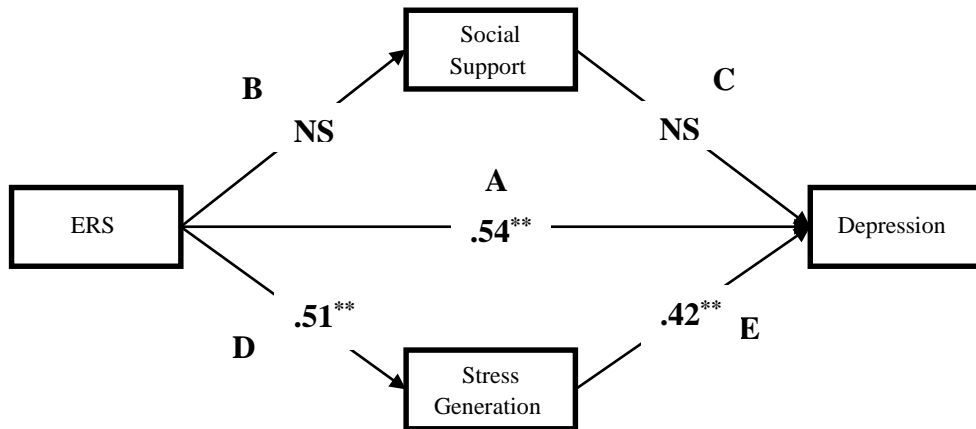 Social
Support
B
C
NS
NS
A
ERS
.54**
Depression
.51**
.42**
D
E
Stress
Generation